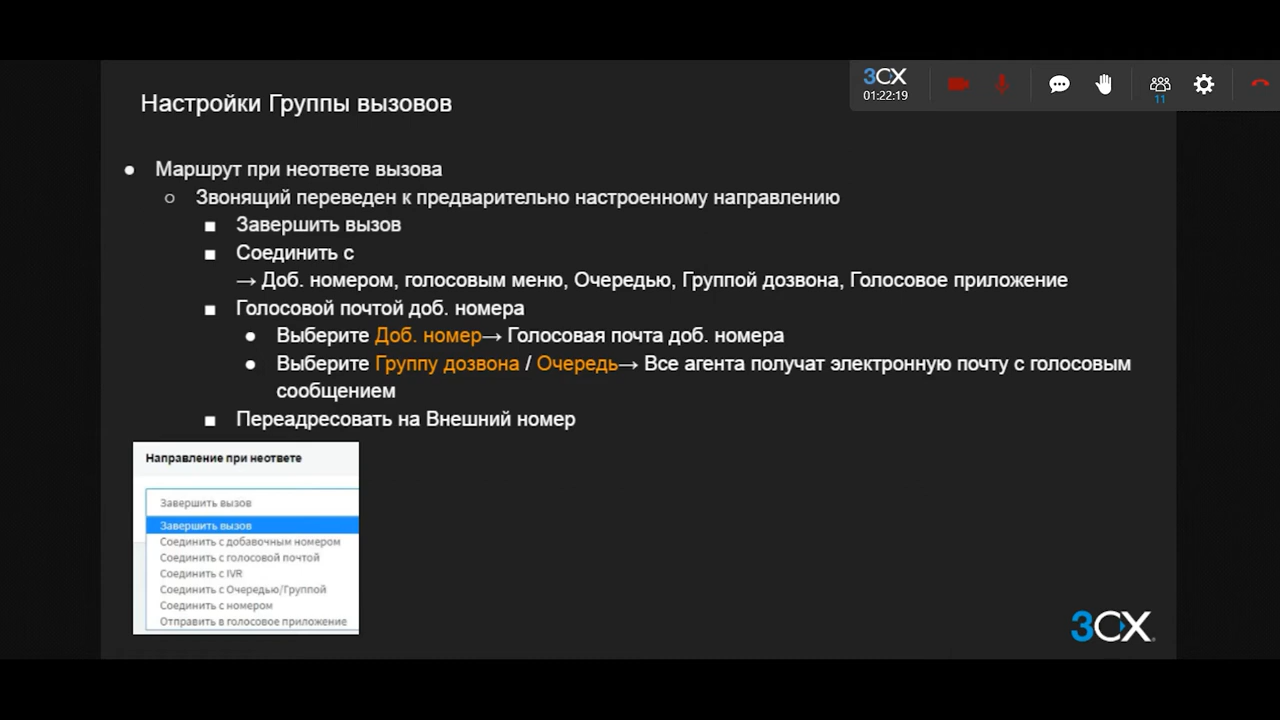 3CX
01:22:19
11
Настройки Группы вызовов
● Маршрут при неответе вызова
○ Звонящий переведен к предварительно настроенному направлению
■ Завершить вызов
■ Соединить с
→ Доб. номером, голосовым меню, Очередью, Группой дозвона, Голосовое приложение
■ Голосовой почтой доб. номера
● Выберите Доб. номер→ Голосовая почта доб. номера
● Выберите Группу дозвона / Очередь→ Все агента получат электронную почту с голосовым
сообщением
■ Переадресовать на Внешний номер
Направление при неответе
Завершить вызов
Завершить вызов
Соединить с добавочным номером
Соединить с голосовой почтой
Соединить с IVR
Соединить с Очередью/Группой
Соединить с номером
Отправить в голосовое приложение
3CX